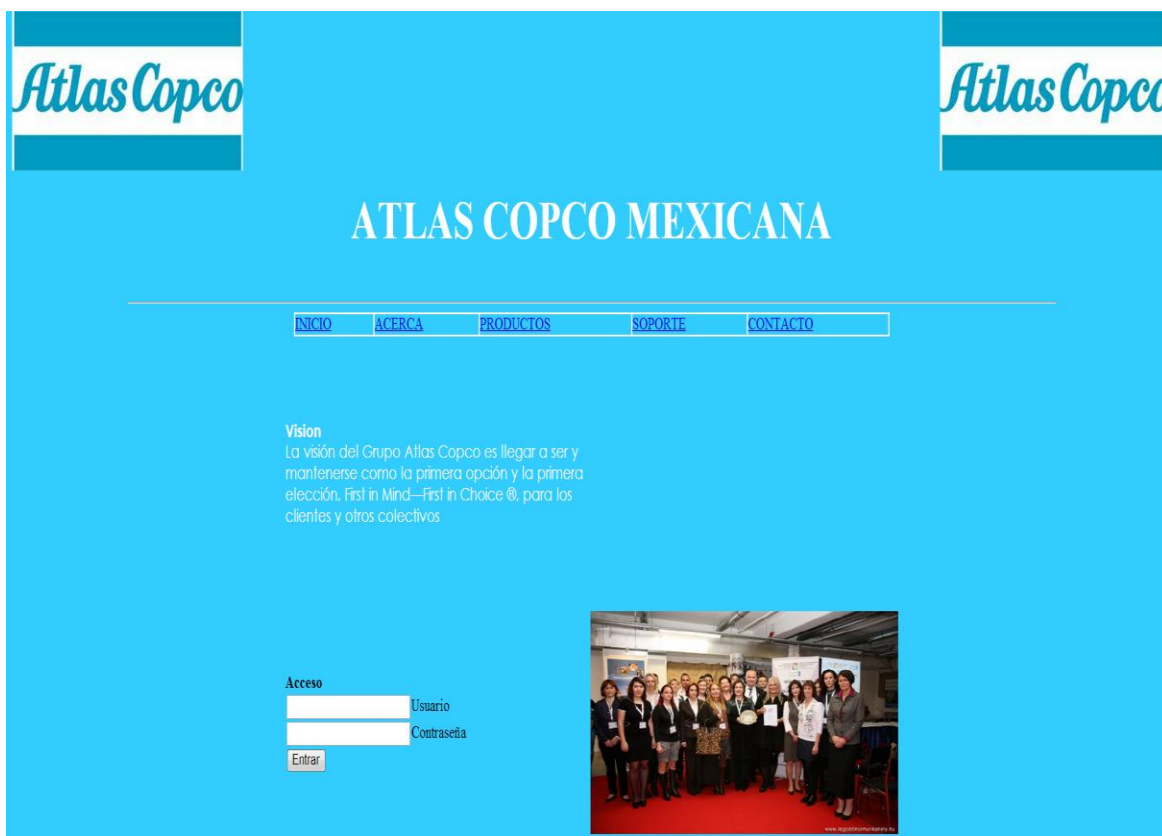 Atlas Copco
Atlas Copco
ATLAS COPCO MEXICANA
INICIO ACERCA PRODUCTOS SOPORTE CONTACTO
Vision
La visión del Grupo Atlas Copco es llegar a ser y
mantenerse como la primera opción y la primera
elección, First in Mind—First in Choice ®, para los
clientes y otros colectivos
Acceso
Usuario
Contraseña
Entrar